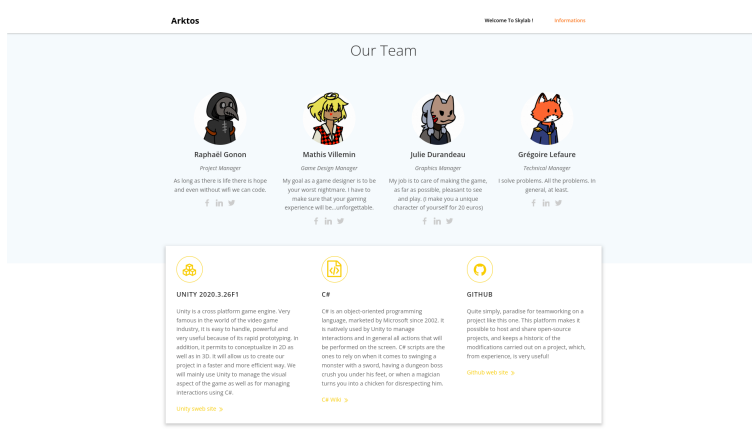 Arktos
Welcome To Skylab !
Informations
Our Team
Raphaël Gonon
Project Manager
As long as there is life there is hope
and even without wifi we can code.
Mathis Villemin
Game Design Manager
My goal as a game designer is to be
your worst nightmare. I have to
make sure that your gaming
experience will be...unforgettable.
Julie Durandeau
Graphics Manager
My job is to care of making the game,
as far as possible, pleasant to see
and play. (I make you a unique
character of yourself for 20 euros)
Grégoire Lefaure
Technical Manager
I solve problems. All the problems. In
general, at least.
UNITY 2020.3.26F1
Unity is a cross platform game engine. Very
famous in the world of the video game
industry, it is easy to handle, powerful and
very useful because of its rapid prototyping. In
addition, it permits to conceptualize in 2D as
well as in 3D. It will allow us to create our
project in a faster and more efficient way. We
will mainly use Unity to manage the visual
aspect of the game as well as for managing
interactions using C#.
Unity sweb site
C#
C# is an object-oriented programming
language, marketed by Microsoft since 2002. It
is natively used by Unity to manage
interactions and in general all actions that will
be performed on the screen. C# scripts are the
ones to rely on when it comes to swinging a
monster with a sword, having a dungeon boss
crush you under his feet, or when a magician
turns you into a chicken for disrespecting him.
C# Wiki
GITHUB
Quite simply, paradise for teamworking on a
project like this one. This platform makes it
possible to host and share open-source
projects, and keeps a historic of the
modifications carried out on a project, which,
from experience, is very useful!
Github web site